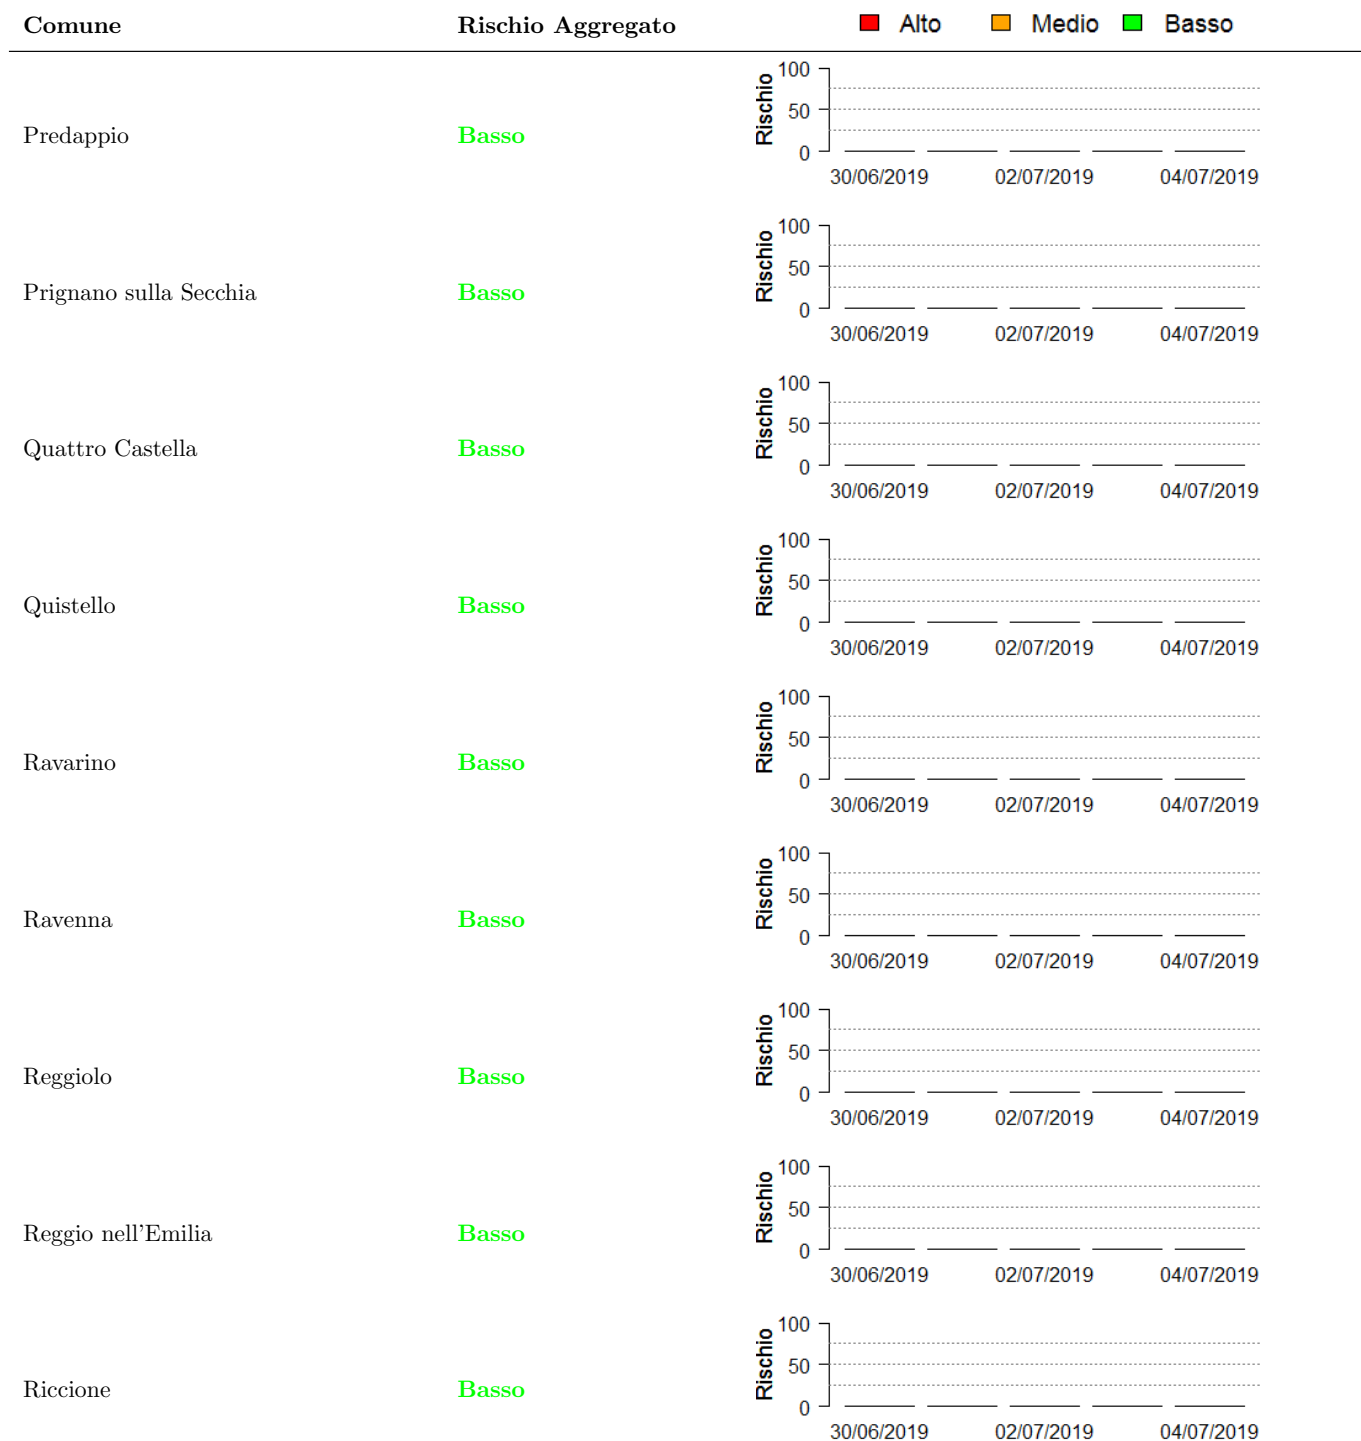 Comune Rischio Aggregato Alto Medio Basso
100
50
0
Rischio
Predappio Basso
30/06/2019 02/07/2019 04/07/2019
100
50
0
Rischio
Prignano sulla Secchia Basso
30/06/2019 02/07/2019 04/07/2019
100
50
0
Rischio
Quattro Castella Basso
30/06/2019 02/07/2019 04/07/2019
100
50
0
Rischio
Quistello Basso
30/06/2019 02/07/2019 04/07/2019
100
50
0
Rischio
Ravarino Basso
30/06/2019 02/07/2019 04/07/2019
100
50
0
Rischio
Ravenna Basso
30/06/2019 02/07/2019 04/07/2019
100
50
0
Rischio
Reggiolo Basso
30/06/2019 02/07/2019 04/07/2019
100
50
0
Rischio
Reggio nell'Emilia Basso
30/06/2019 02/07/2019 04/07/2019
100
50
0
Rischio
Riccione Basso
30/06/2019 02/07/2019 04/07/2019